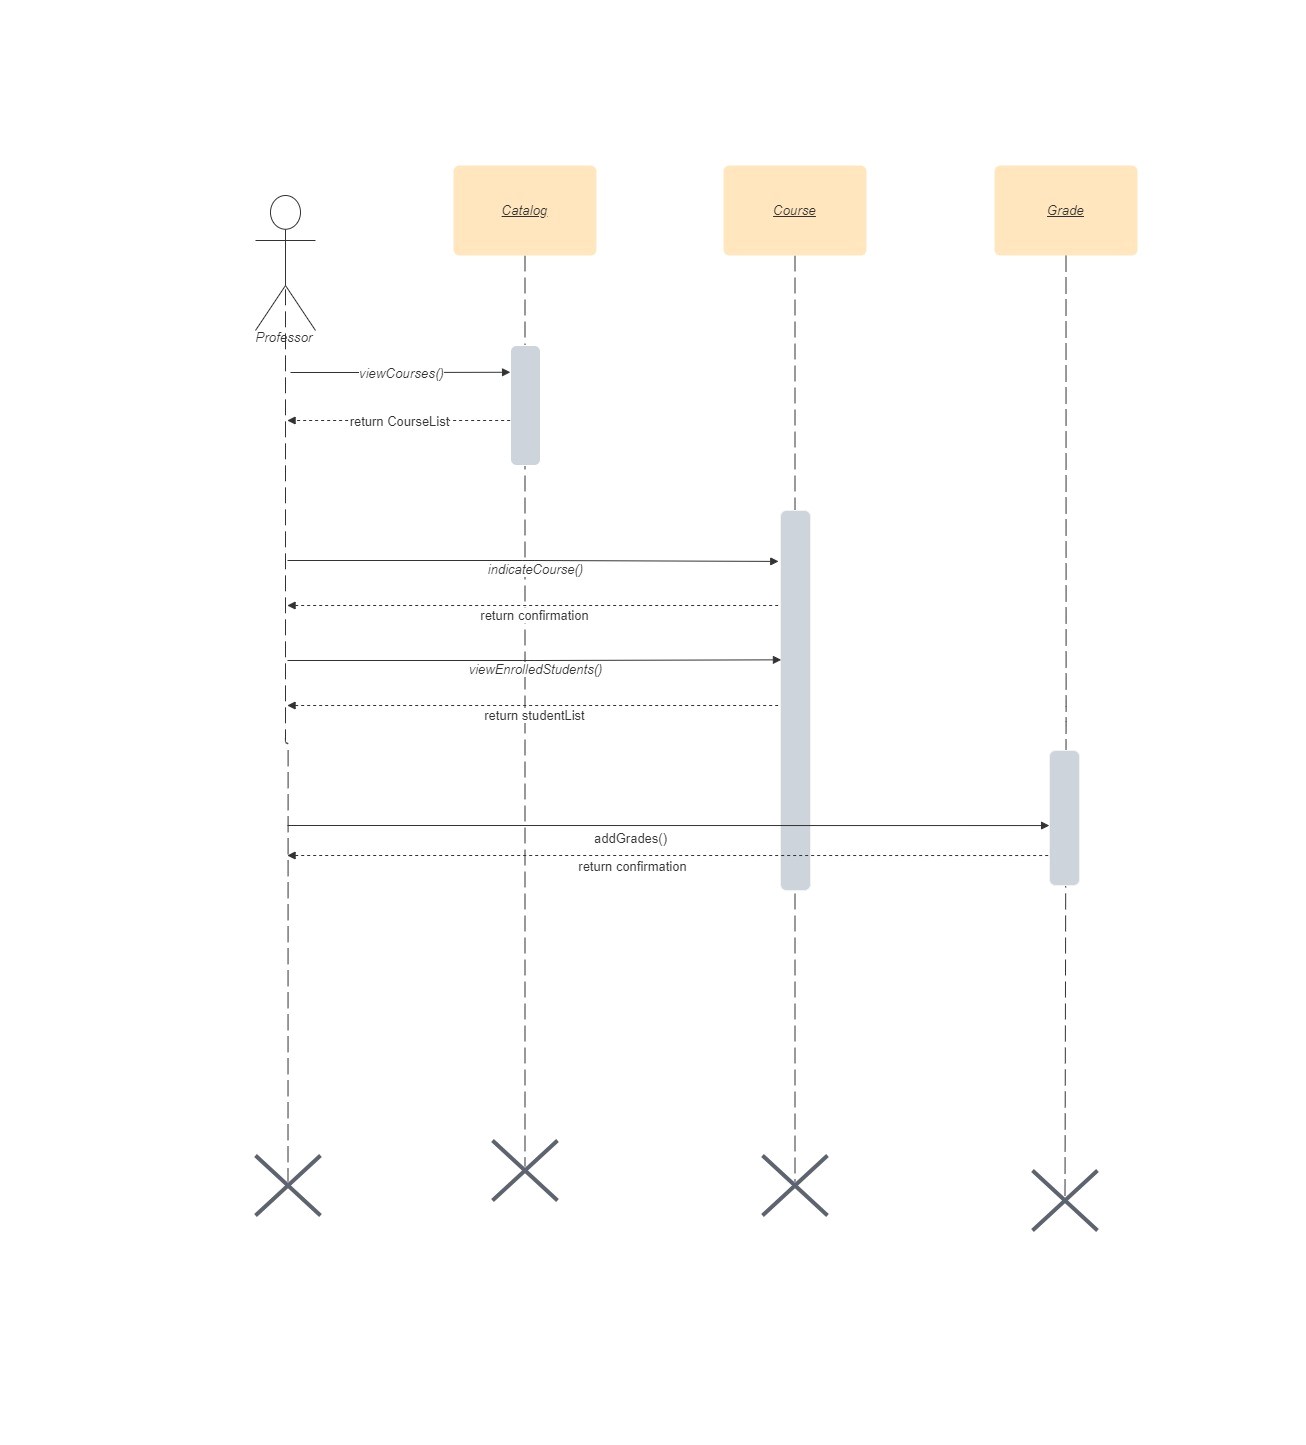 Catalog
Course
Grade
Professor
viewCourses()
return CourseList
indicateCourse()
return confirmation
viewEnrolledStudents()
return studentList
addGrades()
return confirmation